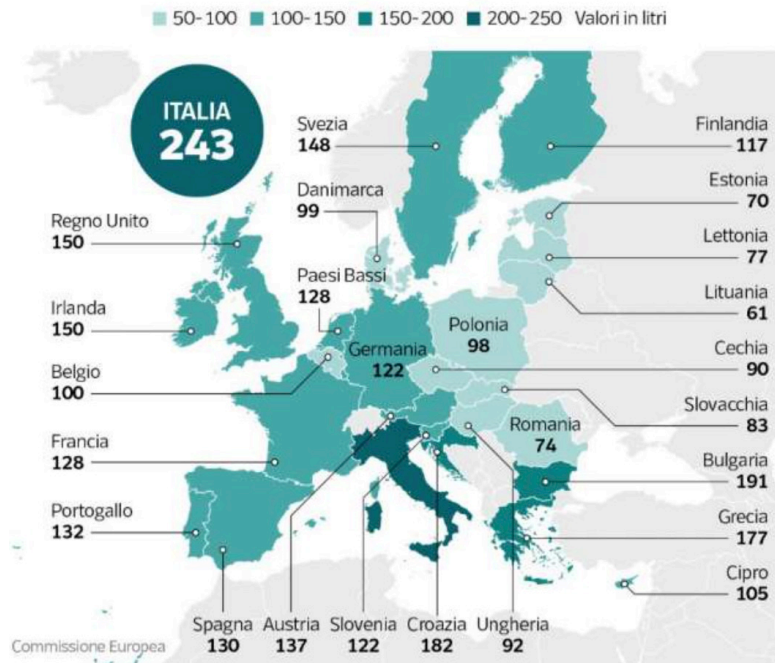 50-100 100-150 150-200 200-250 Valori in litri
ITALIA
243
Svezia
148
Finlandia
117
Danimarca
99
Estonia
70
Regno Unito
150
Lettonia
77
Paesi Bassi
128
Lituania
61
Irlanda
150
Polonia
98
Germania
122
Cechia
90
Belgio
100
Slovacchia
83
Romania
74
Francia
128
Bulgaria
191
Portogallo
132
Grecia
177
Cipro
105
Spagna
130
Austria
137
Slovenia
122
Croazia
182
Ungheria
92
Commissione Europea